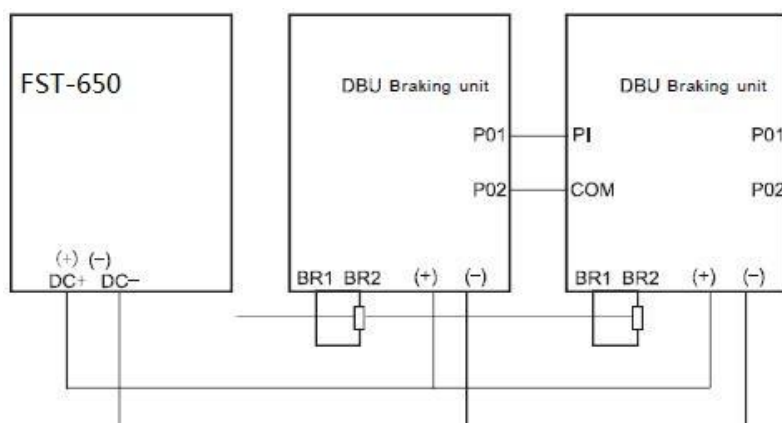 FST-650
DBU Braking unit
DBU Braking unit
P01
PI
P01
P02
COM
P02
(+) (-)
DC+ DC-
BR1 BR2 (+) (-)
BR1 BR2 (+) (-)